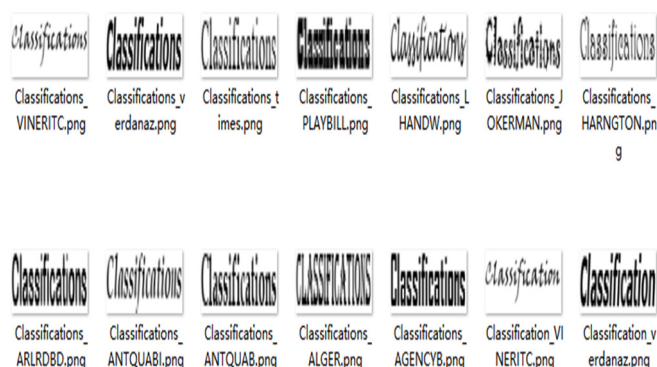 Classifications Classifications Classifications Classifications Classifications Classifications Classifications
Classifications_ Classifications_v Classifications_t Classifications_ Classifications_L Classifications_J Classifications_
VINERITC.png erdanaz.png imes.png PLAYBILL.png HANDW.png OKERMAN.png HARNGTON.pn
g
Classifications Classifications Classifications CLASSIFICATIONS Classifications Classification Classification
Classifications_ Classifications_ Classifications_ Classifications_ Classifications_ Classification_VI Classification_v
ARLRDBD.png ANTQUABI.png ANTQUAB.png ALGER.png AGENCYB.png NERITC.png erdanaz.png